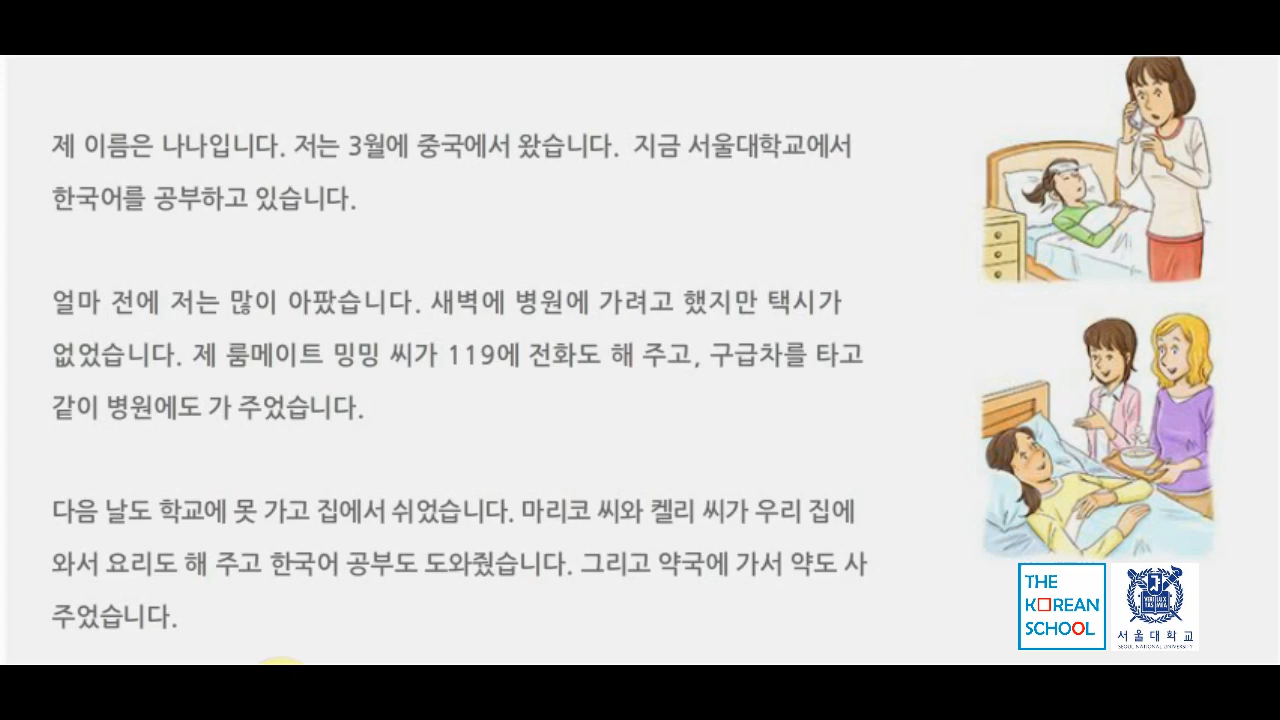 제 이름은 나나입니다. 저는 3월에 중국에서 왔습니다. 지금 서울대학교에서
한국어를 공부하고 있습니다.
얼마 전에 저는 많이 아팠습니다. 새벽에 병원에 가려고 했지만 택시가
없었습니다. 제 룸메이트 밍밍 씨가 119에 전화도 해 주고, 구급차를 타고
같이 병원에도 가 주었습니다.
다음 날도 학교에 못 가고 집에서 쉬었습니다. 마리코 씨와 켈리 씨가 우리 집에
와서 요리도 해 주고 한국어 공부도 도와줬습니다. 그리고 약국에 가서 약도 사
주었습니다.
THE
KOREAN
SCHOOL
서울대학교
SEOUL NATIONAL UNIVERSITY